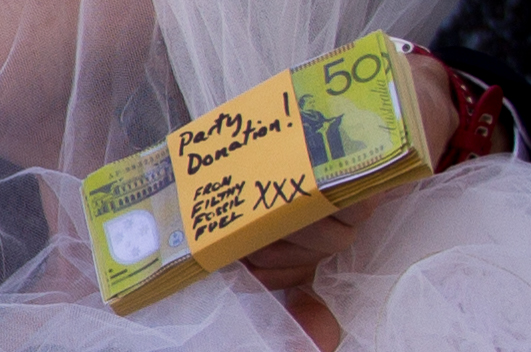 Party
Donation!
FROM
FILTHY
FOSSIL
FUEL
XXX
50
Australia